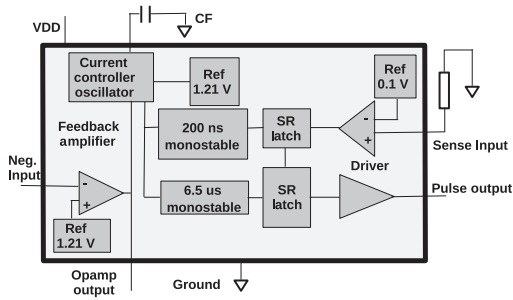 CF
VDD
Current
controller
oscillator
Ref
1.21 V
Ref
0.1 V
-
+
Feedback
amplifier
200 ns
monostable
SR
latch
Sense Input
Driver
Neg.
Input
-
+
6.5 us
monostable
SR
latch
Pulse output
Ref
1.21 V
Opamp
output
Ground